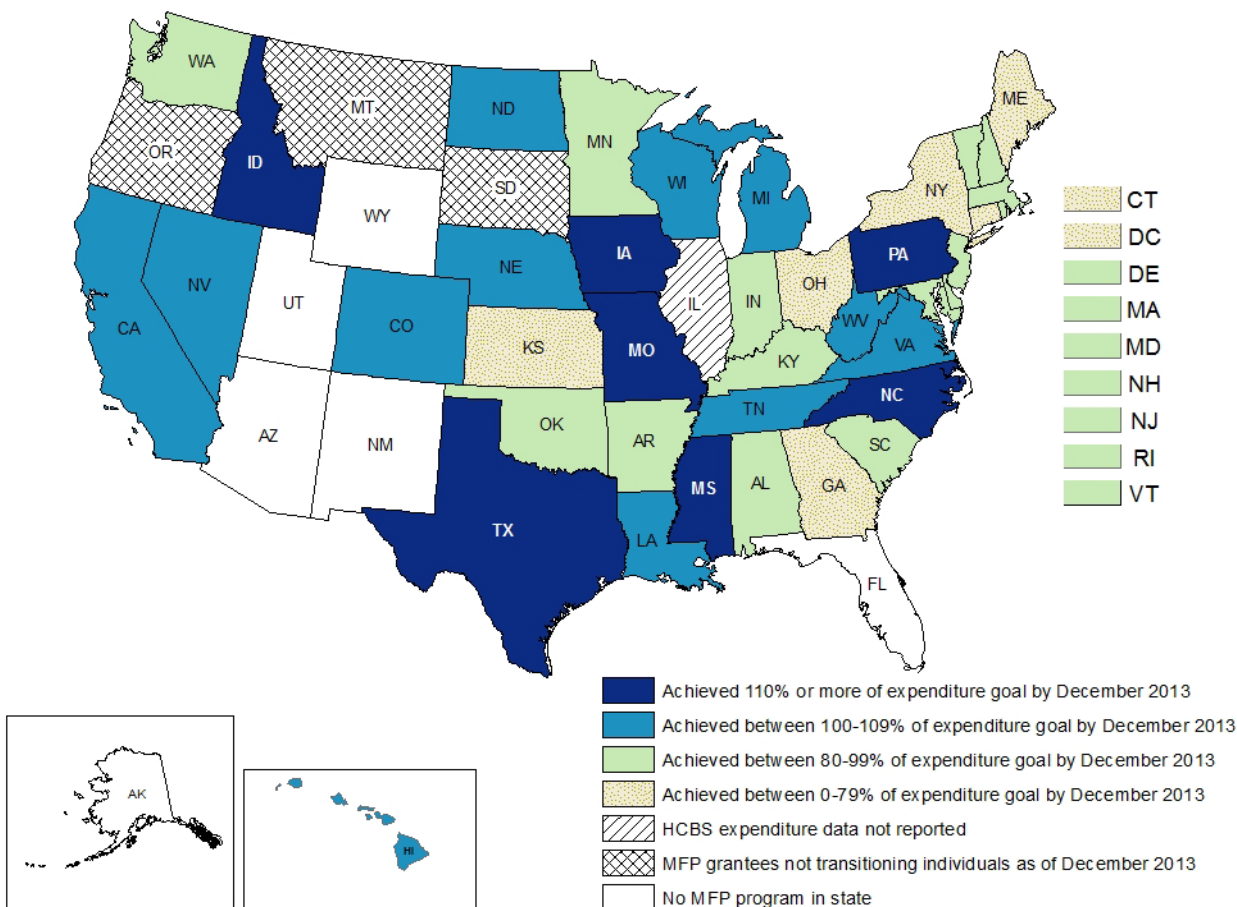 WA
MT
ND
MN
ME
OR
ID
SD
WI
MI
NY
WY
IA
PA
NE
NV
UT
IL
IN
OH
CA
CO
WV
KS
MO
VA
KY
NC
TN
AZ
NM
OK
AR
SC
MS
AL
GA
TX
LA
FL
CT
DC
DE
MA
MD
NH
NJ
RI
VT
AK
HI
Achieved 110% or more of expenditure goal by December 2013
Achieved between 100-109% of expenditure goal by December 2013
Achieved between 80-99% of expenditure goal by December 2013
Achieved between 0-79% of expenditure goal by December 2013
HCBS expenditure data not reported
MFP grantees not transitioning individuals as of December 2013
No MFP program in state